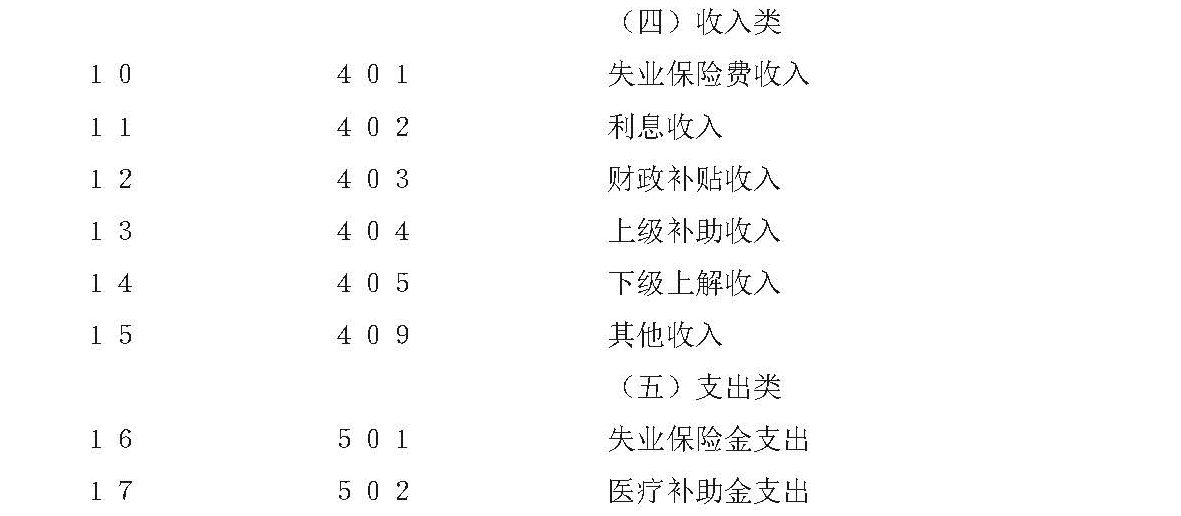 （四）收入类
10 401 失业保险费收入
11 402 利息收入
12 403 财政补贴收入
13 404 上级补助收入
14 405 下级上解收入
15 409 其他收入
（五）支出类
16 501 失业保险金支出
17 502 医疗补助金支出